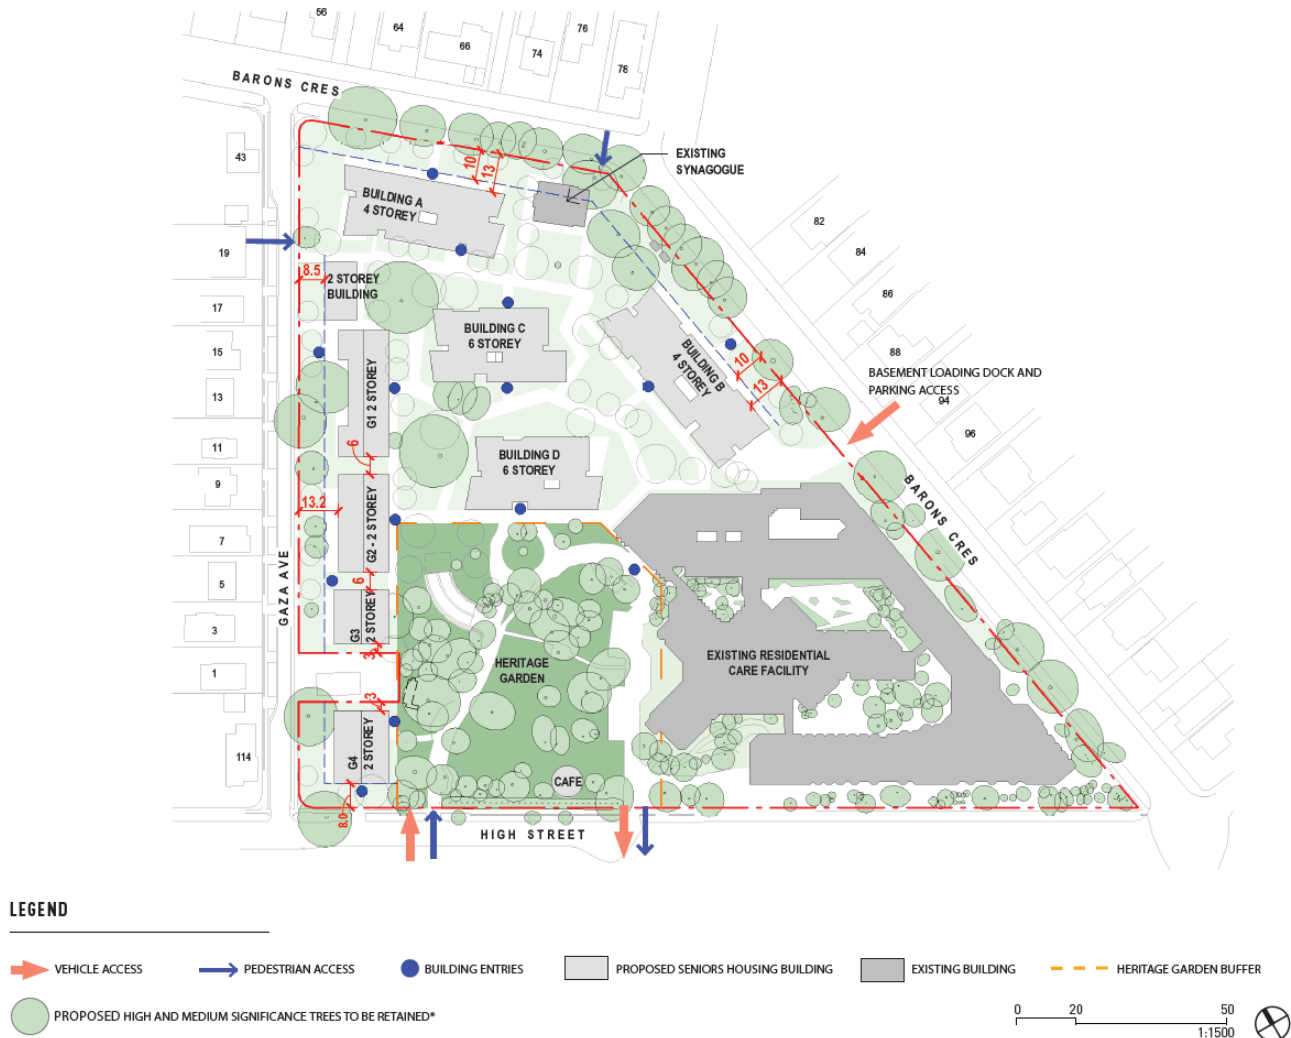 56
64
66
74
76
78
BARONS CRES
43
EXISTING
SYNAGOGUE
10
13
BUILDING A
4 STOREY
82
84
86
88
94
96
19
8.5
2 STOREY
BUILDING
17
BUILDING C
6 STOREY
BUILDING B
4 STOREY
10
13
BASEMENT LOADING DOCK AND
PARKING ACCESS
15
13
G1 2 STOREY
11
6
BUILDING D
6 STOREY
9
13.2
G2 - 2 STOREY
BARONS CRES
7
5
6
GAZA AVE
3
G3
2 STOREY
3
HERITAGE
GARDEN
EXISTING RESIDENTIAL
CARE FACILITY
1
3
114
G4
2 STOREY
CAFE
8.0
HIGH STREET
LEGEND
VEHICLE ACCESS
PEDESTRIAN ACCESS
BUILDING ENTRIES
PROPOSED SENIORS HOUSING BUILDING
EXISTING BUILDING
HERITAGE GARDEN BUFFER
PROPOSED HIGH AND MEDIUM SIGNIFICANCE TREES TO BE RETAINED*
0 20 50
1:1500